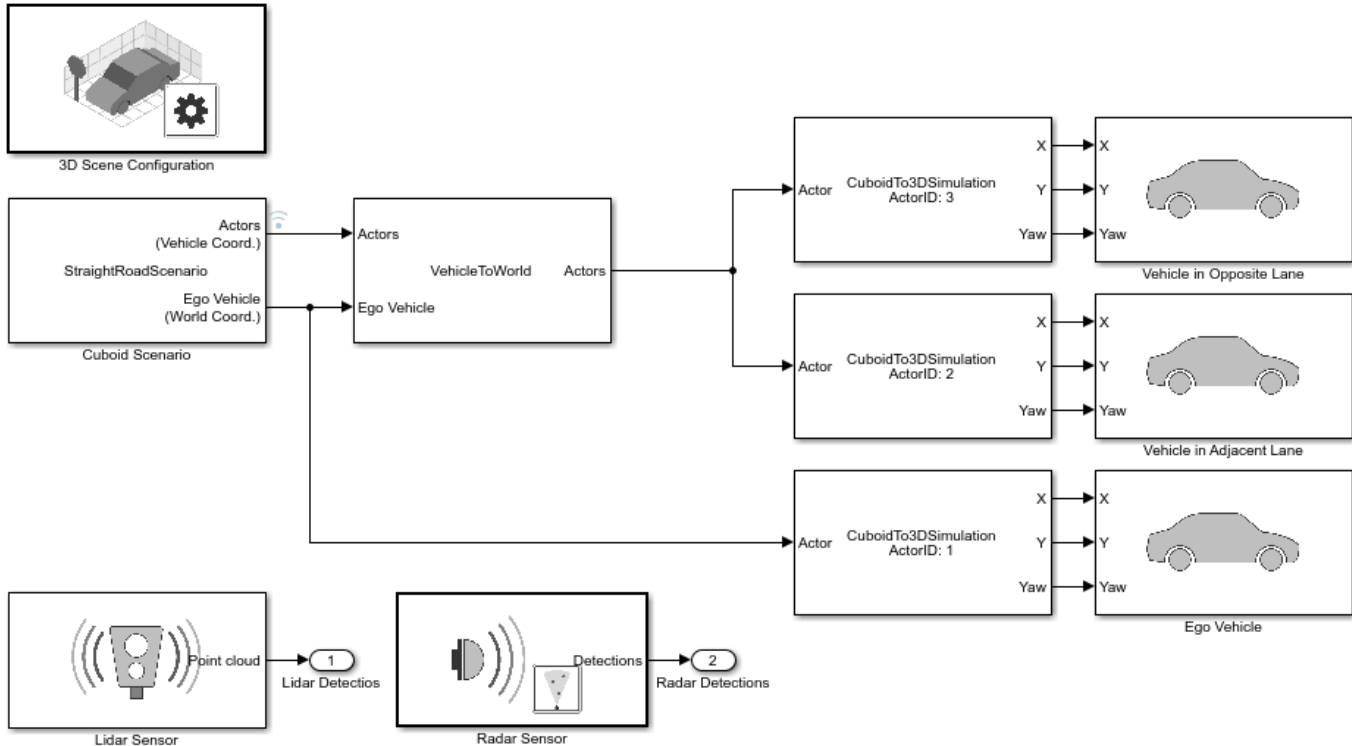 3D Scene Configuration
Actors
(Vehicle Coord.)
StraightRoadScenario
Ego Vehicle
(World Coord.)
Cuboid Scenario
Actors
VehicleToWorld
Actors
Ego Vehicle
Actor
CuboidTo3DSimulation
ActorID: 3
X
Y
Yaw
X
Y
Yaw
Vehicle in Opposite Lane
Actor
CuboidTo3DSimulation
ActorID: 2
X
Y
Yaw
X
Y
Yaw
Vehicle in Adjacent Lane
Actor
CuboidTo3DSimulation
ActorID: 1
X
Y
Yaw
X
Y
Yaw
Ego Vehicle
Point cloud
Lidar Sensor
1
Lidar Detectios
Detections
Radar Sensor
2
Radar Detections